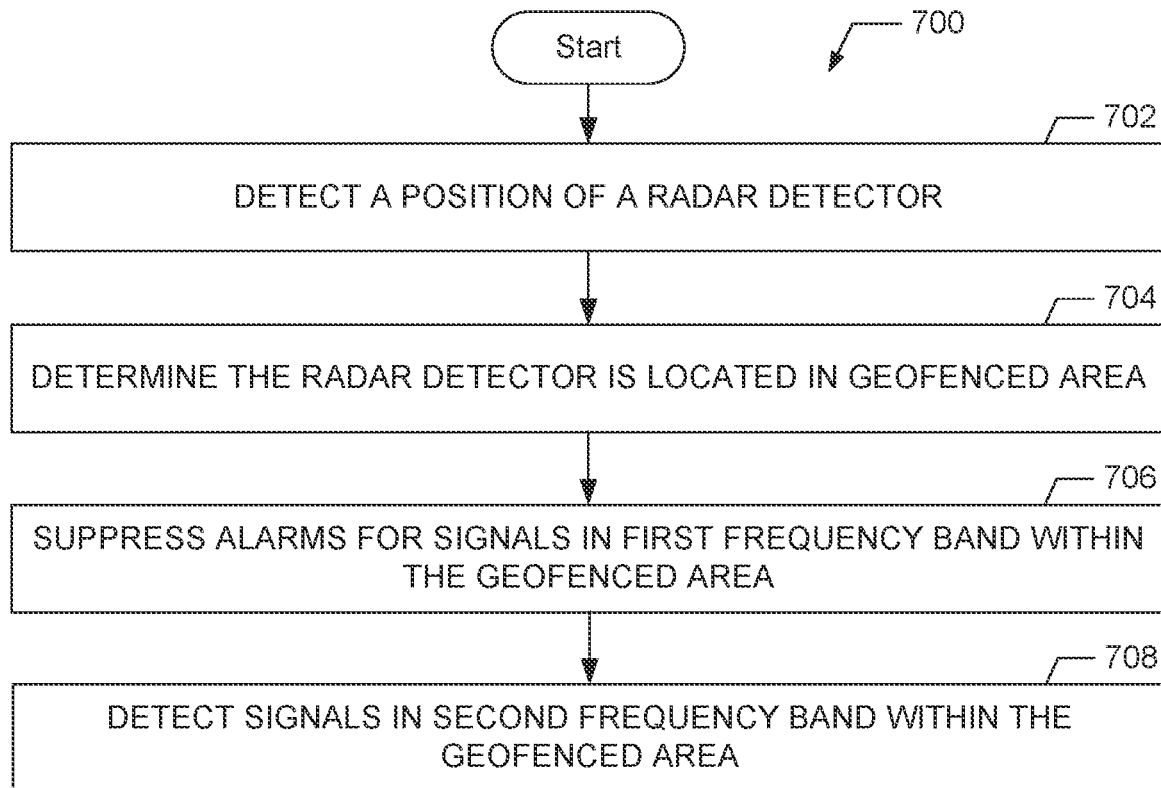 Start
700
702
DETECT A POSITION OF A RADAR DETECTOR
704
DETERMINE THE RADAR DETECTOR IS LOCATED IN GEOFENCED AREA
706
SUPPRESS ALARMS FOR SIGNALS IN FIRST FREQUENCY BAND WITHIN
THE GEOFENCED AREA
708
DETECT SIGNALS IN SECOND FREQUENCY BAND WITHIN THE
GEOFENCED AREA